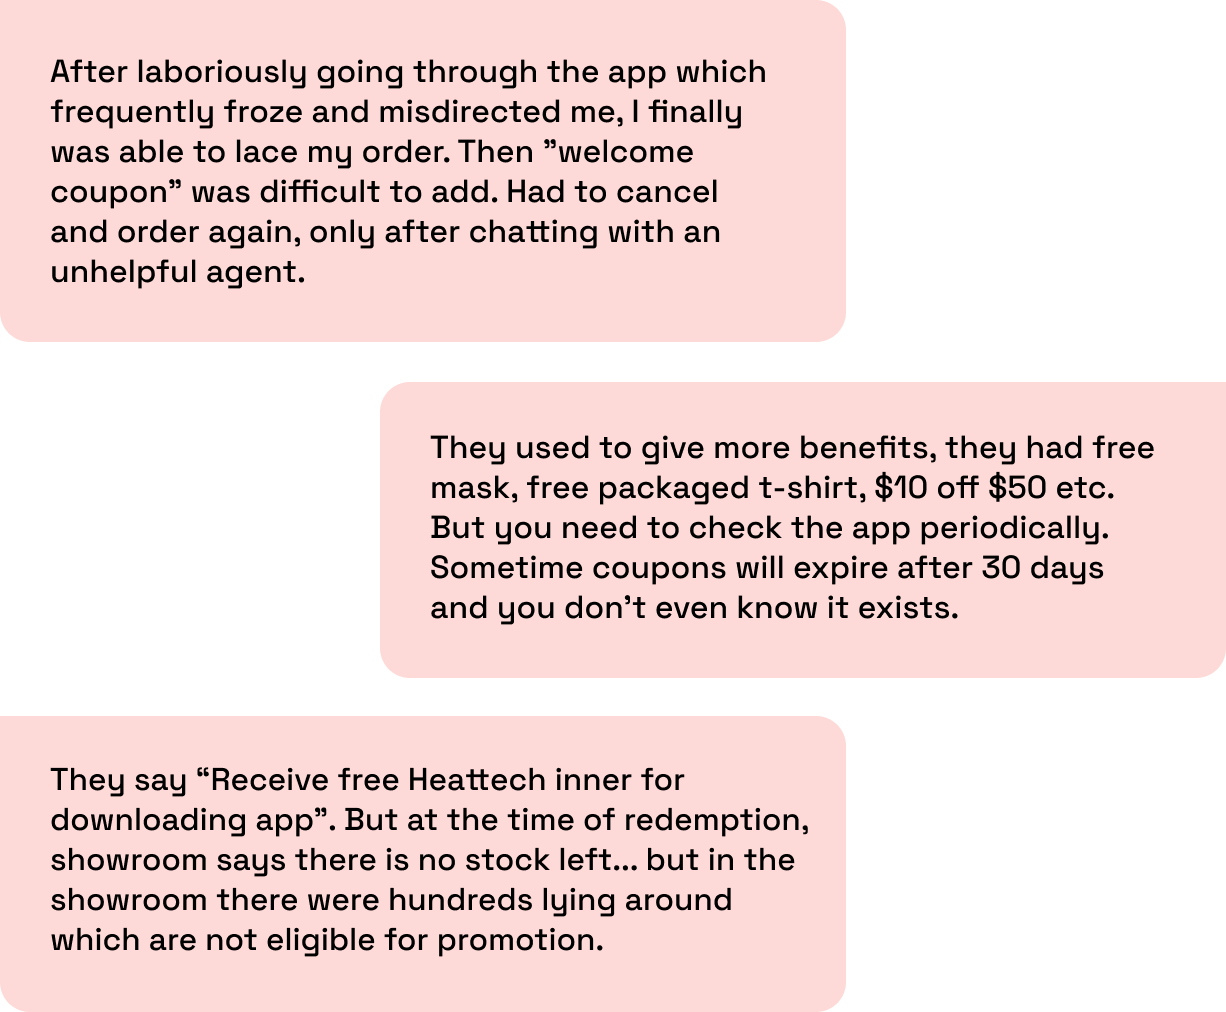 After laboriously going through the app which
frequently froze and misdirected me, I finally
was able to lace my order. Then ”welcome
coupon” was difficult to add. Had to cancel
and order again, only after chatting with an
unhelpful agent.
They used to give more benefits, they had free
mask, free packaged t-shirt, $10 off $50 etc.
But you need to check the app periodically.
Sometime coupons will expire after 30 days
and you don’t even know it exists.
They say “Receive free Heattech inner for
downloading app”. But at the time of redemption,
showroom says there is no stock left... but in the
showroom there were hundreds lying around
which are not eligible for promotion.